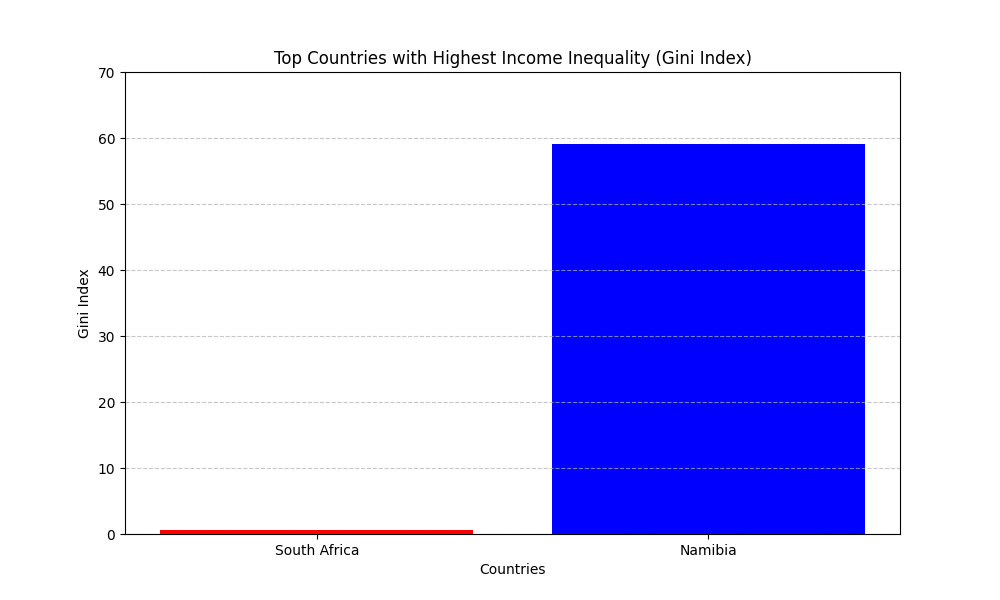 Top Countries with Highest Income Inequality (Gini Index)
70
60
50
40
30
20
10
0
Gini Index
South Africa
Namibia
Countries